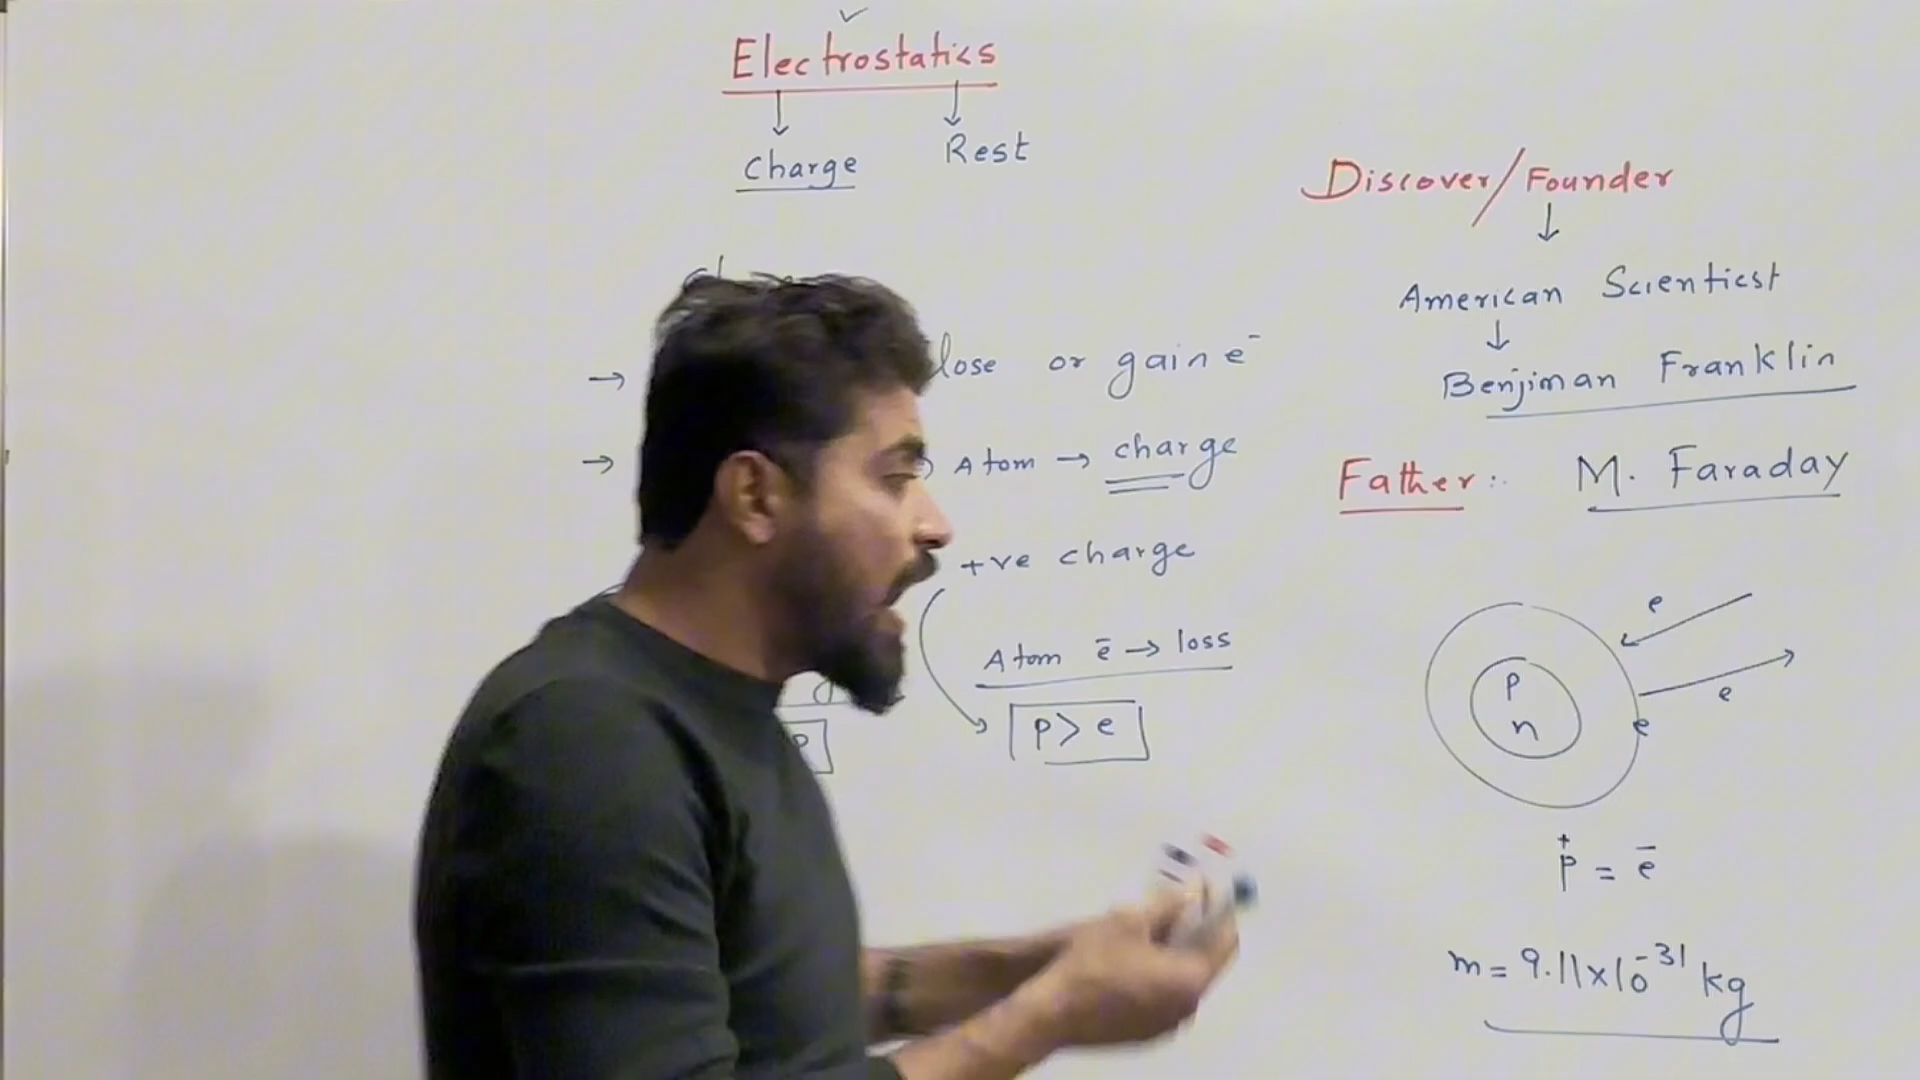 Electrostatics
Charge Rest
lose or gain e⁻
Atom → charge
+ve charge
Atom ē → loss
p > e
Discover/Founder
↓
American Scienticst
↓
Benjiman Franklin
Father:- M. Faraday
e
e
p
n e
p⁺ = e⁻
m = 9.11×10⁻³¹ kg